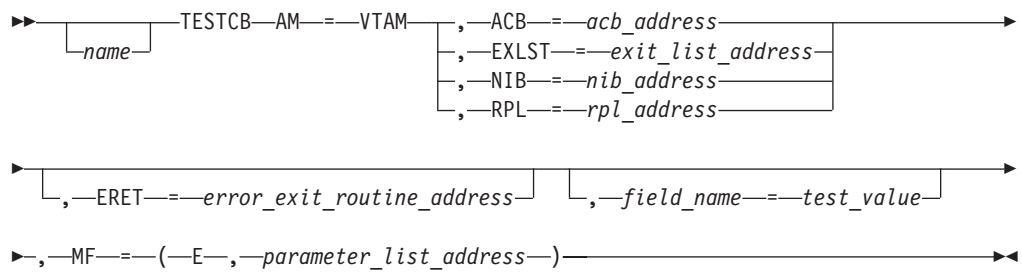 TESTCB AM = VTAM , ACB = acb_address
name , EXLST = exit_list_address
, NIB = nib_address
, RPL = rpl_address
, ERET = error_exit_routine_address , field_name = test_value
, MF = ( E , parameter_list_address )